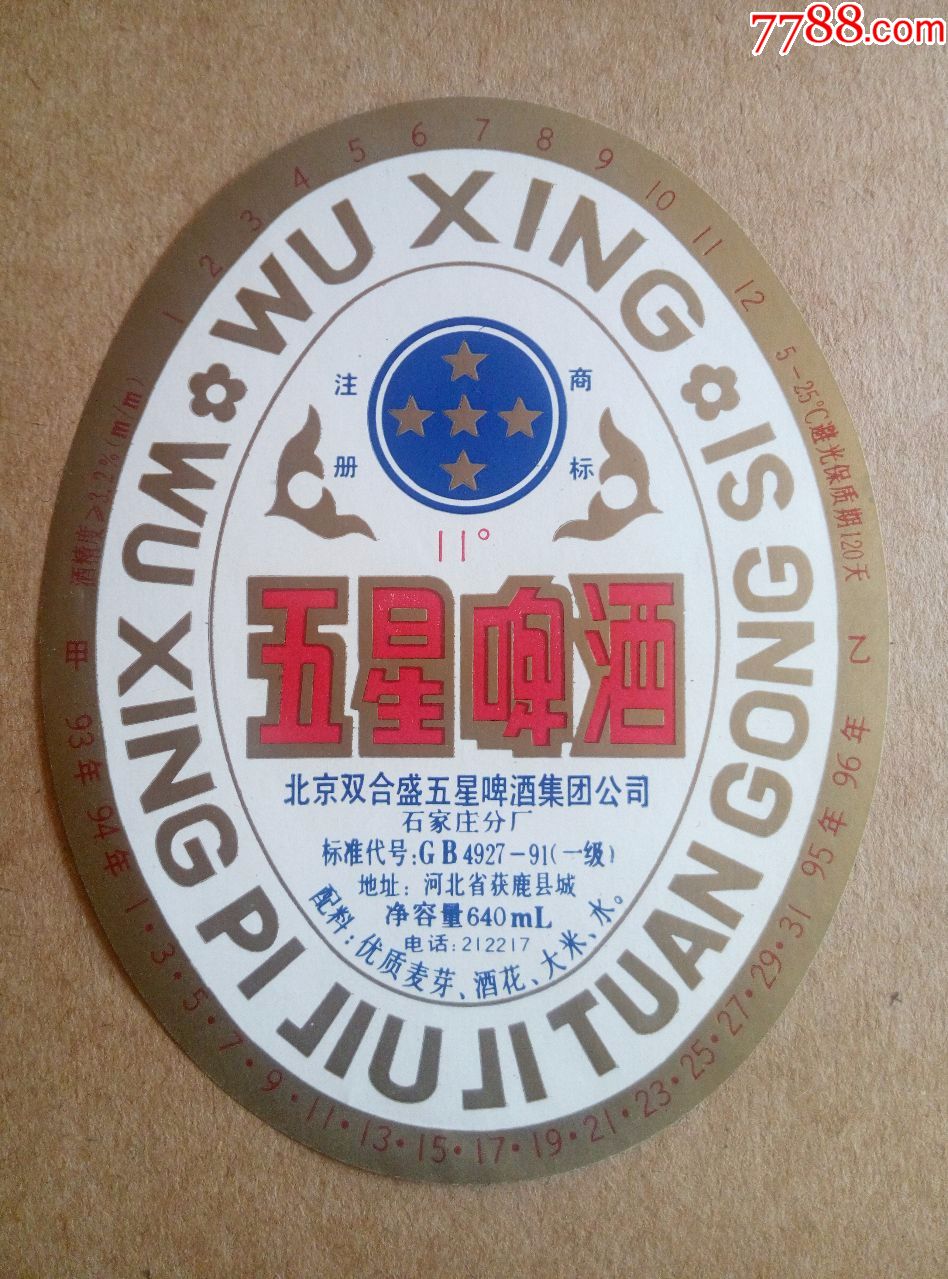 7788.com
1 2 3 4 5 6 7 8 9 10 11 12
5-25℃避光保质期120天
乙
96年
95年
酒精度≥3.2%(m/m)
甲
93年
94年
1·3·5·7·9·11·13·15·17·19·21·23·25·27·29·31
WU XING
WU XING PI JIU JI TUAN GONG IS
注册 商标
11°
五星啤酒
北京双合盛五星啤酒集团公司
石家庄分厂
标准代号:GB4927-91(一级)
地址:河北省获鹿县城
净容量640mL
电话:212217
配料:优质麦芽、酒花、大米、水。